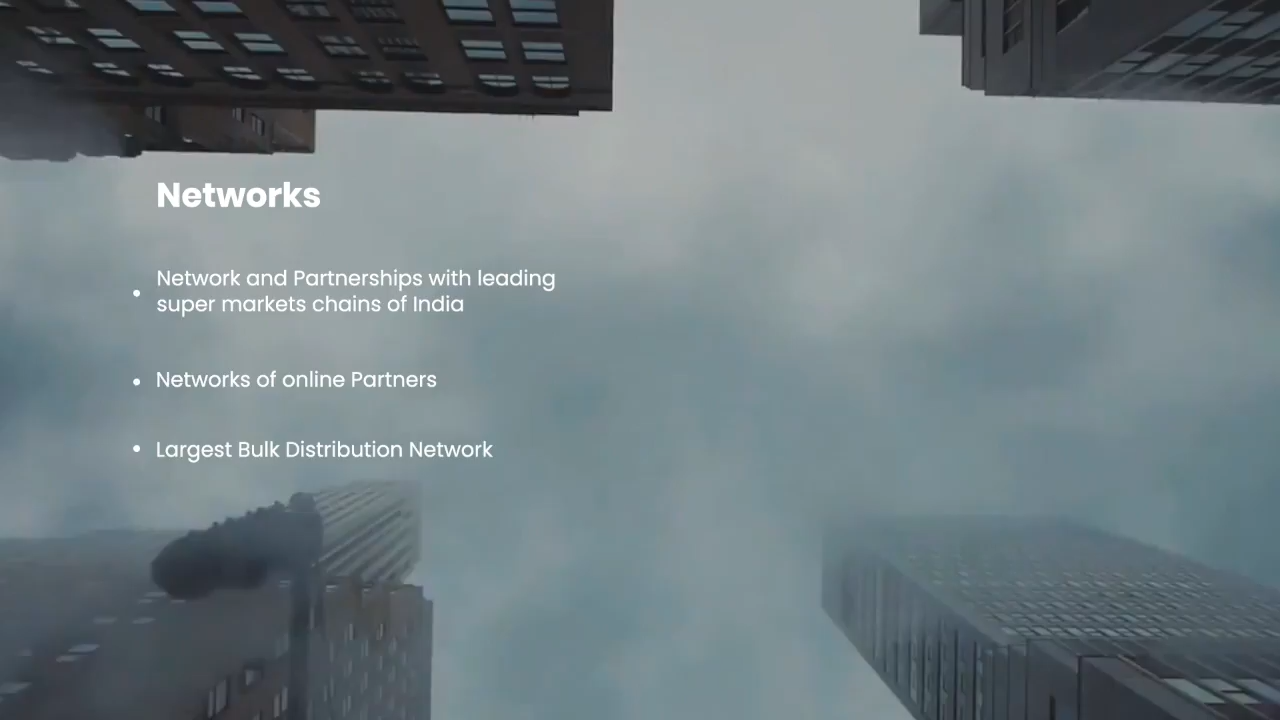 Networks
• Network and Partnerships with leading
super markets chains of India
• Networks of online Partners
• Largest Bulk Distribution Network